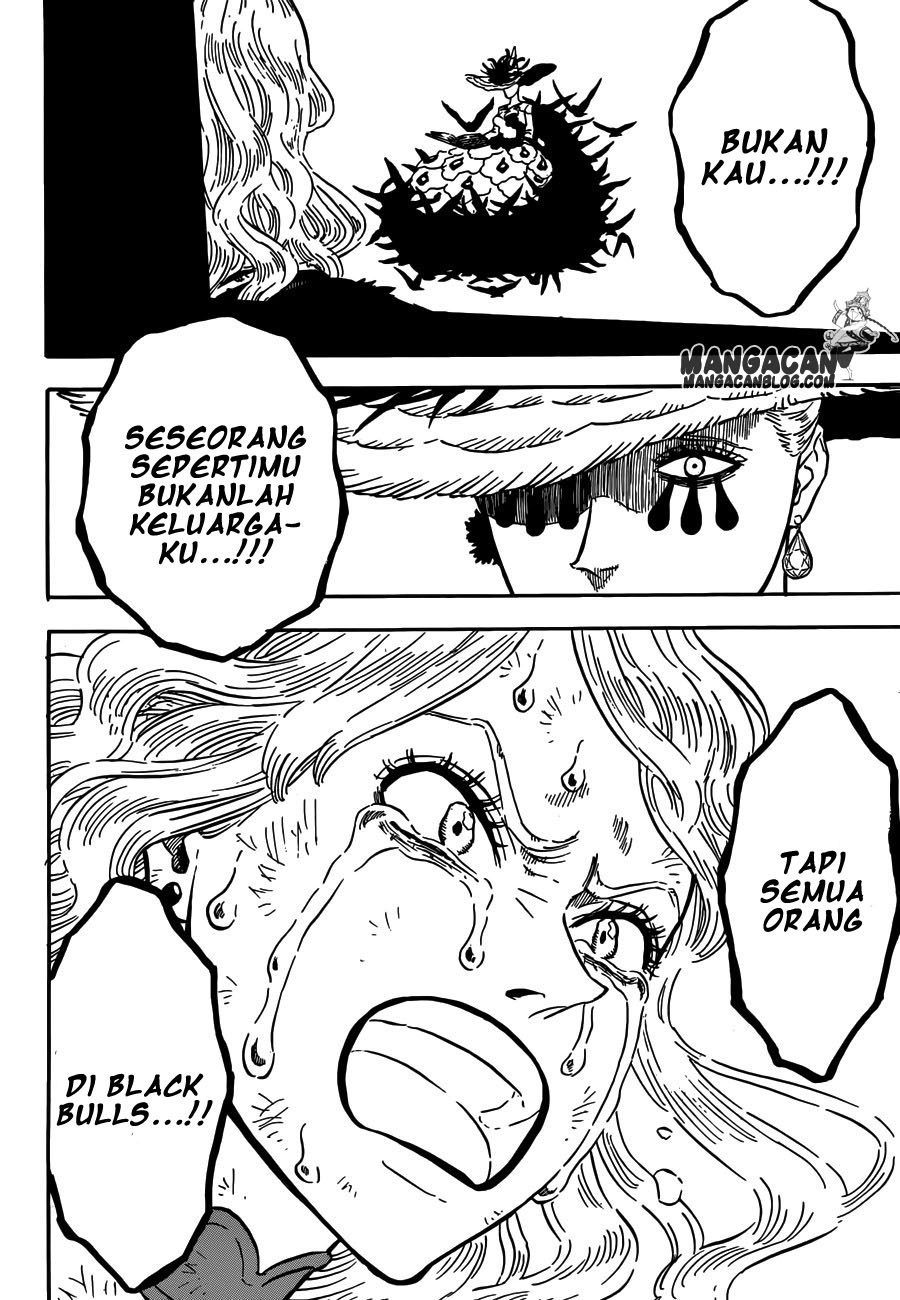 BUKAN
KAU...!!!
MANGACAN
MANGACANBLOG.COM
SESEORANG
SEPERTIMU
BUKANLAH
KELUARGA-
KU...!!!
TAPI
SEMUA
ORANG
DI BLACK
BULLS...!!